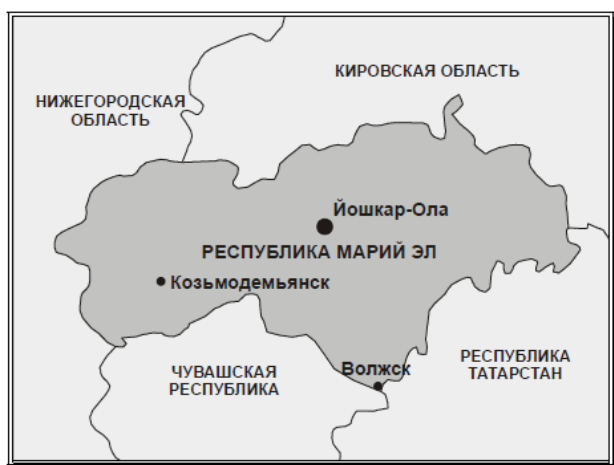 КИРОВСКАЯ ОБЛАСТЬ
НИЖЕГОРОДСКАЯ
ОБЛАСТЬ
Йошкар-Ола
РЕСПУБЛИКА МАРИЙ ЭЛ
Козьмодемьянск
ЧУВАШСКАЯ
РЕСПУБЛИКА
Волжск
РЕСПУБЛИКА
ТАТАРСТАН